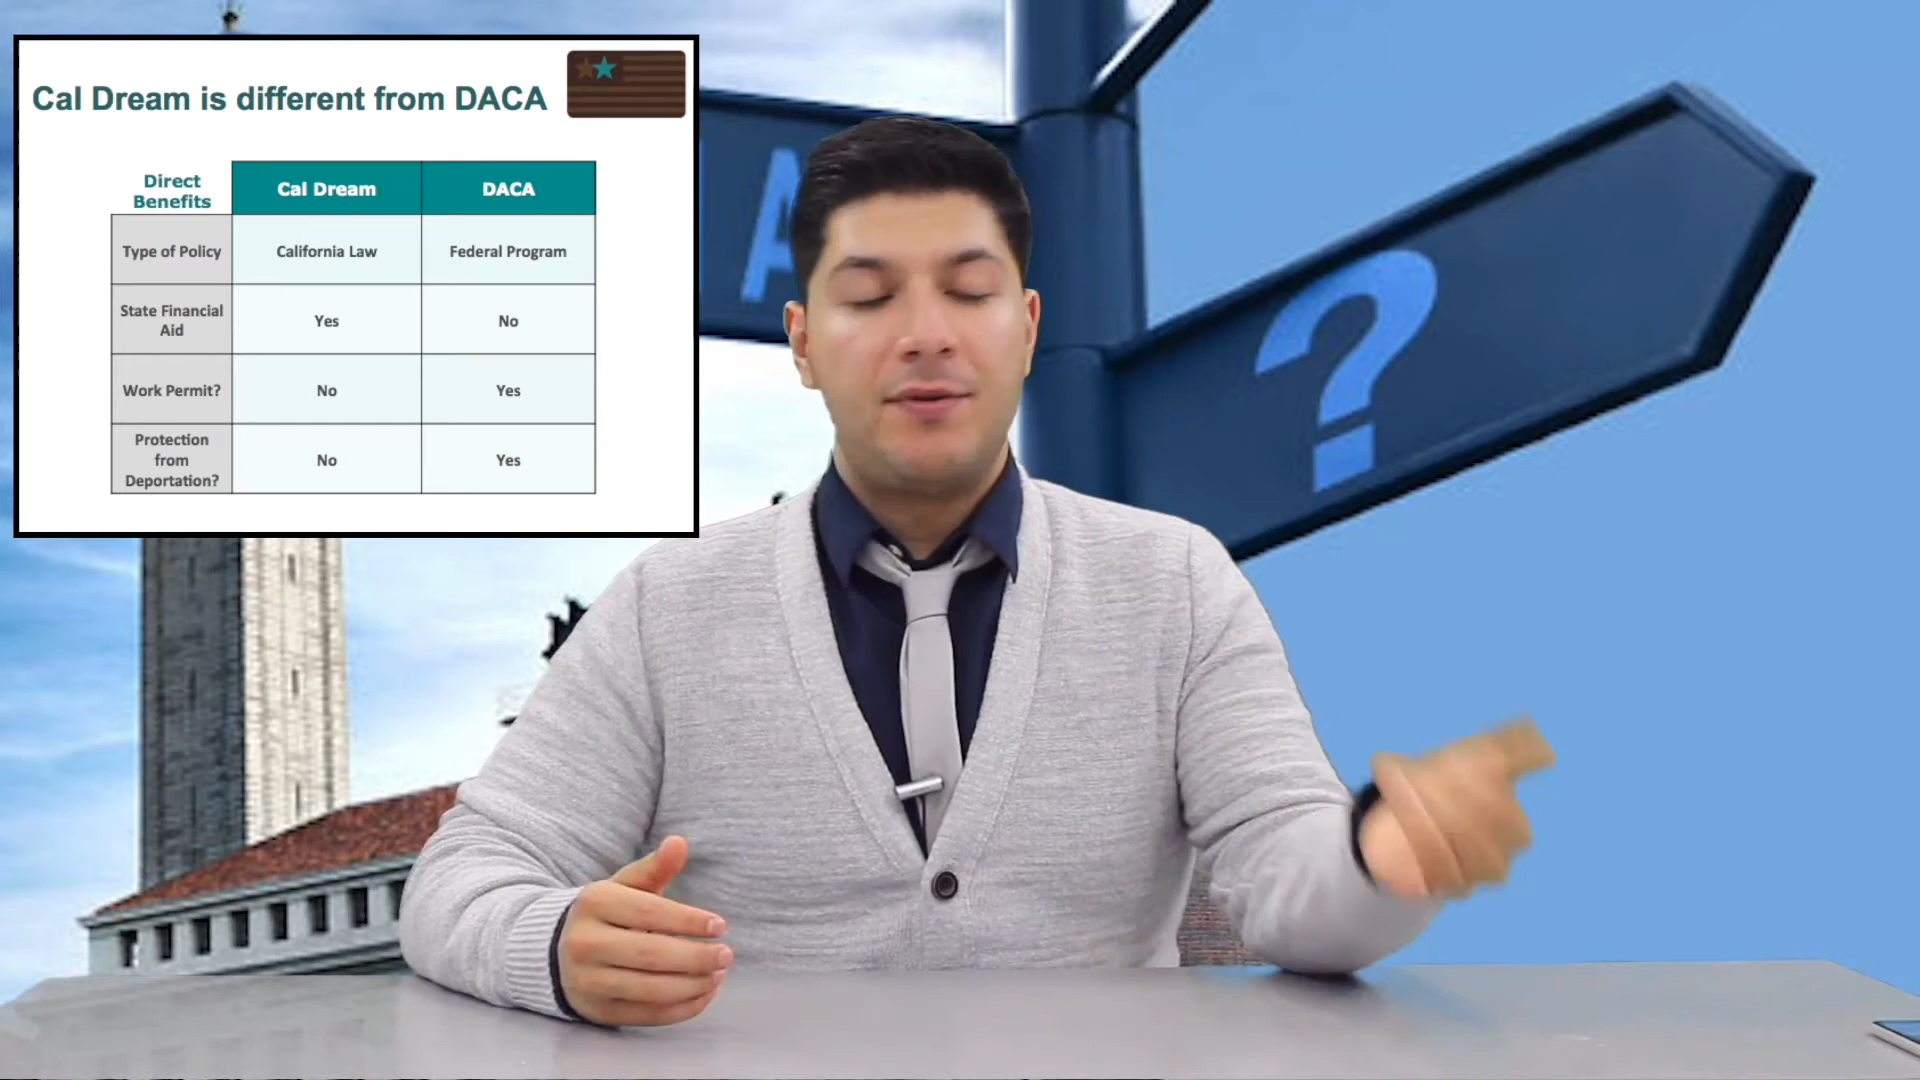 Cal Dream is different from DACA
Direct
Benefits
Cal Dream
DACA
Type of Policy
California Law
Federal Program
State Financial
Aid
Yes
No
Work Permit?
No
Yes
Protection
from
Deportation?
No
Yes
?